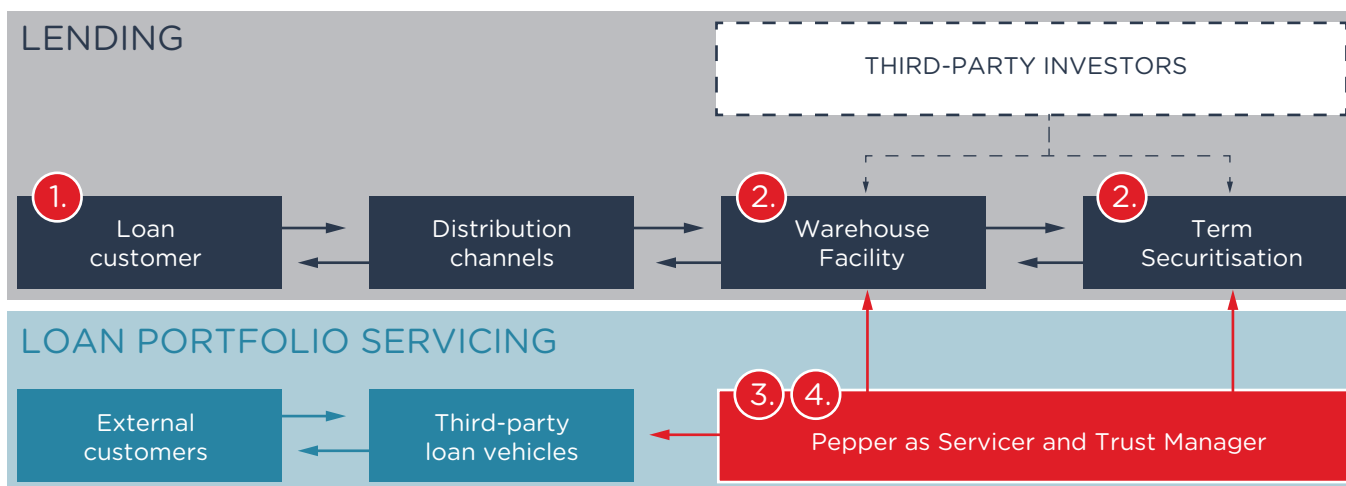 LENDING
THIRD-PARTY INVESTORS
1.
Loan
customer
Distribution
channels
2.
Warehouse
Facility
2.
Term
Securitisation
LOAN PORTFOLIO SERVICING
External
customers
Third-party
loan vehicles
3.
4.
Pepper as Servicer and Trust Manager